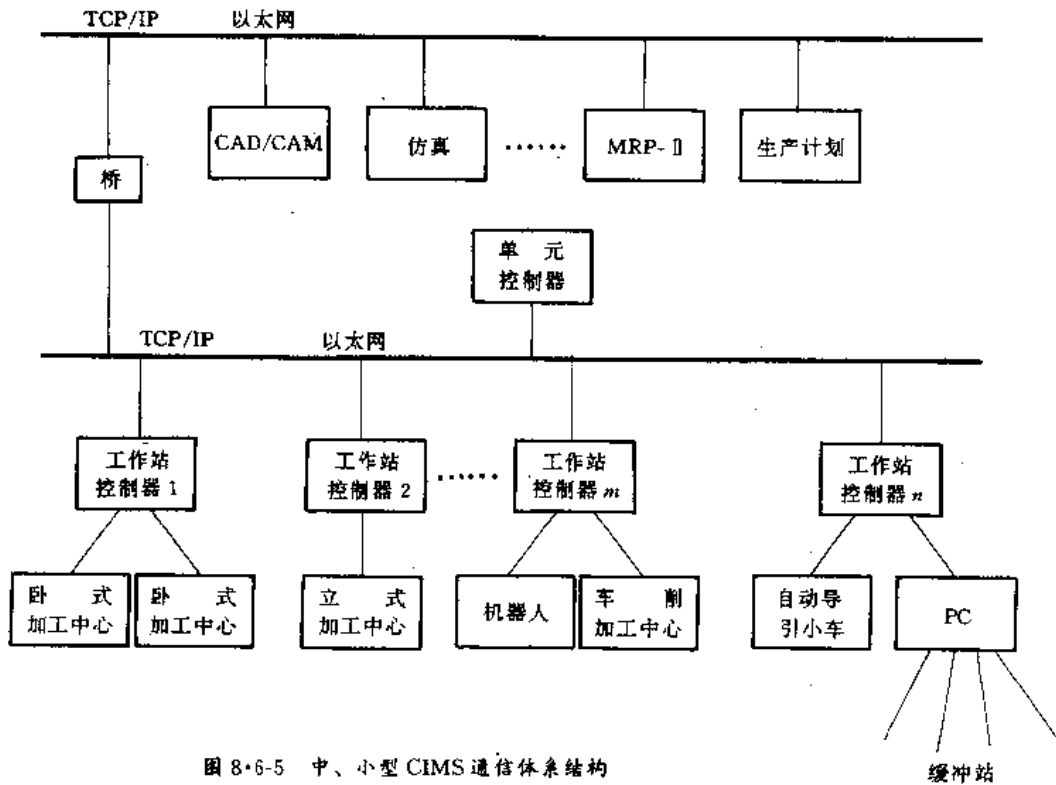 TCP/IP 以太网
CAD/CAM
仿真
······
MRP-Ⅱ
生产计划
桥
单元
控制器
TCP/IP 以太网
工作站
控制器1
工作站
控制器2
······
工作站
控制器m
工作站
控制器n
卧式
加工中心
卧式
加工中心
立式
加工中心
机器人
车削
加工中心
自动导
引小车
PC
缓冲站
图8·6-5 中、小型CIMS通信体系结构